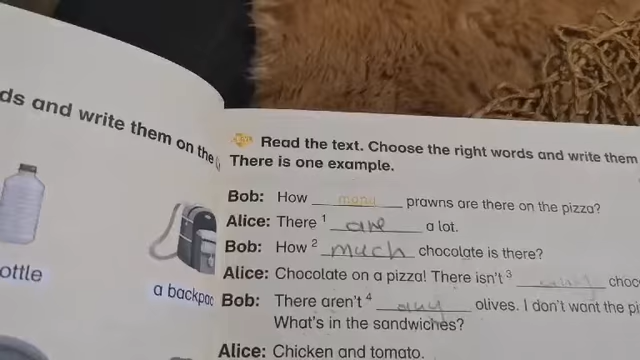 ds and write them on the
ottle
a backpac
Read the text. Choose the right words and write them
There is one example.
Bob: How many prawns are there on the pizza?
Alice: There 1 are a lot.
Bob: How 2 much chocolate is there?
Alice: Chocolate on a pizza! There isn't 3 choc
Bob: There aren't 4 any olives. I don't want the pi
What's in the sandwiches?
Alice: Chicken and tomato.